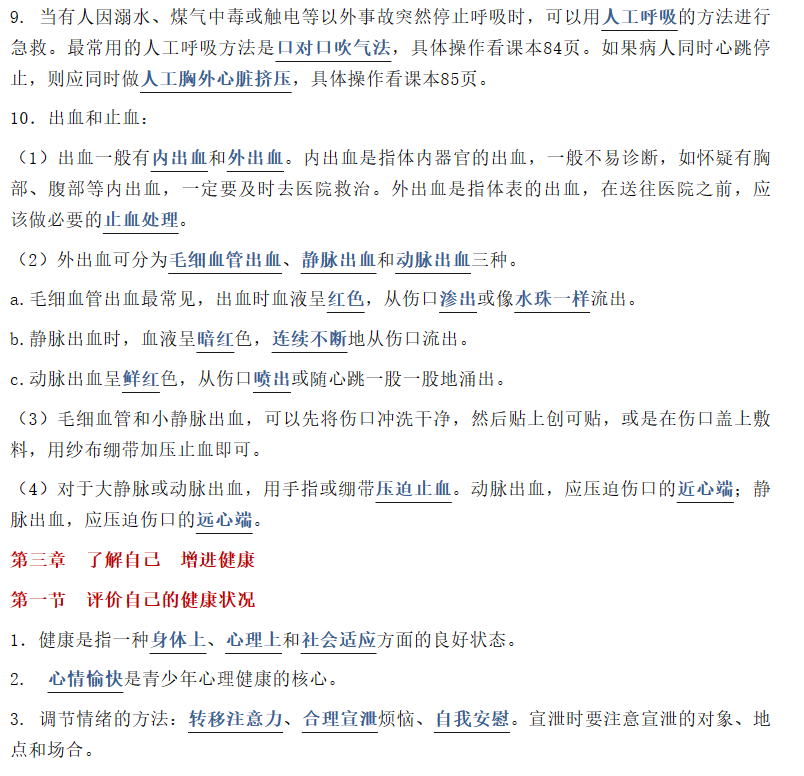 9. 当有人因溺水、煤气中毒或触电等以外事故突然停止呼吸时，可以用人工呼吸的方法进行
急救。最常用的人工呼吸方法是口对口吹气法，具体操作看课本84页。如果病人同时心跳停
止，则应同时做人工胸外心脏挤压，具体操作看课本85页。
10. 出血和止血：
（1）出血一般有内出血和外出血。内出血是指体内器官的出血，一般不易诊断，如怀疑有胸
部、腹部等内出血，一定要及时去医院救治。外出血是指体表的出血，在送往医院之前，应
该做必要的止血处理。
（2）外出血可分为毛细血管出血、静脉出血和动脉出血三种。
a.毛细血管出血最常见，出血时血液呈红色，从伤口渗出或像水珠一样流出。
b.静脉出血时，血液呈暗红色，连续不断地从伤口流出。
c.动脉出血呈鲜红色，从伤口喷出或随心跳一股一股地涌出。
（3）毛细血管和小静脉出血，可以先将伤口冲洗干净，然后贴上创可贴，或是在伤口盖上敷
料，用纱布绷带加压止血即可。
（4）对于大静脉或动脉出血，用手指或绷带压迫止血。动脉出血，应压迫伤口的近心端；静
脉出血，应压迫伤口的远心端。
第三章 了解自己 增进健康
第一节 评价自己的健康状况
1. 健康是指一种身体上、心理上和社会适应方面的良好状态。
2. 心情愉快是青少年心理健康的核心。
3. 调节情绪的方法：转移注意力、合理宣泄烦恼、自我安慰。宣泄时要注意宣泄的对象、地
点和场合。